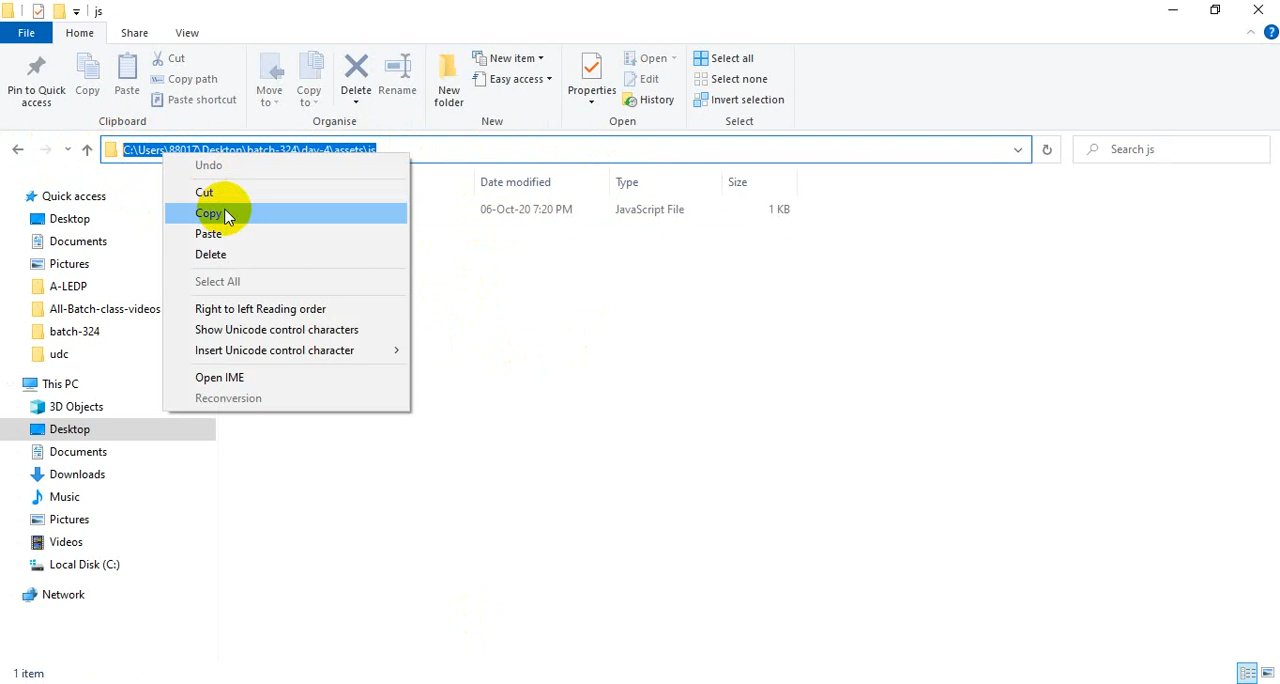 js
File Home Share View
Pin to Quick access
Copy
Paste
Cut
Copy path
Paste shortcut
Clipboard
Move to
Copy to
Delete
Rename
Organise
New folder
New item
Easy access
New
Properties
Open
Edit
History
Open
Select all
Select none
Invert selection
Select
C:\Users\88017\Desktop\batch-324\day-4\assets\js
Search js
Date modified Type Size
06-Oct-20 7:20 PM JavaScript File 1 KB
Undo
Cut
Copy
Paste
Delete
Select All
Right to left Reading order
Show Unicode control characters
Insert Unicode control character
Open IME
Reconversion
Quick access
Desktop
Documents
Pictures
A-LEDP
All-Batch-class-videos
batch-324
udc
This PC
3D Objects
Desktop
Documents
Downloads
Music
Pictures
Videos
Local Disk (C:)
Network
1 item